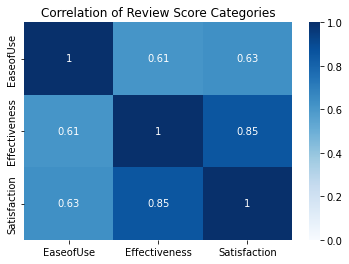 Correlation of Review Score Categories
EaseofUse
1
0.61
0.63
Effectiveness
0.61
1
0.85
Satisfaction
0.63
0.85
1
EaseofUse
Effectiveness
Satisfaction
1.0
0.8
0.6
0.4
0.2
0.0